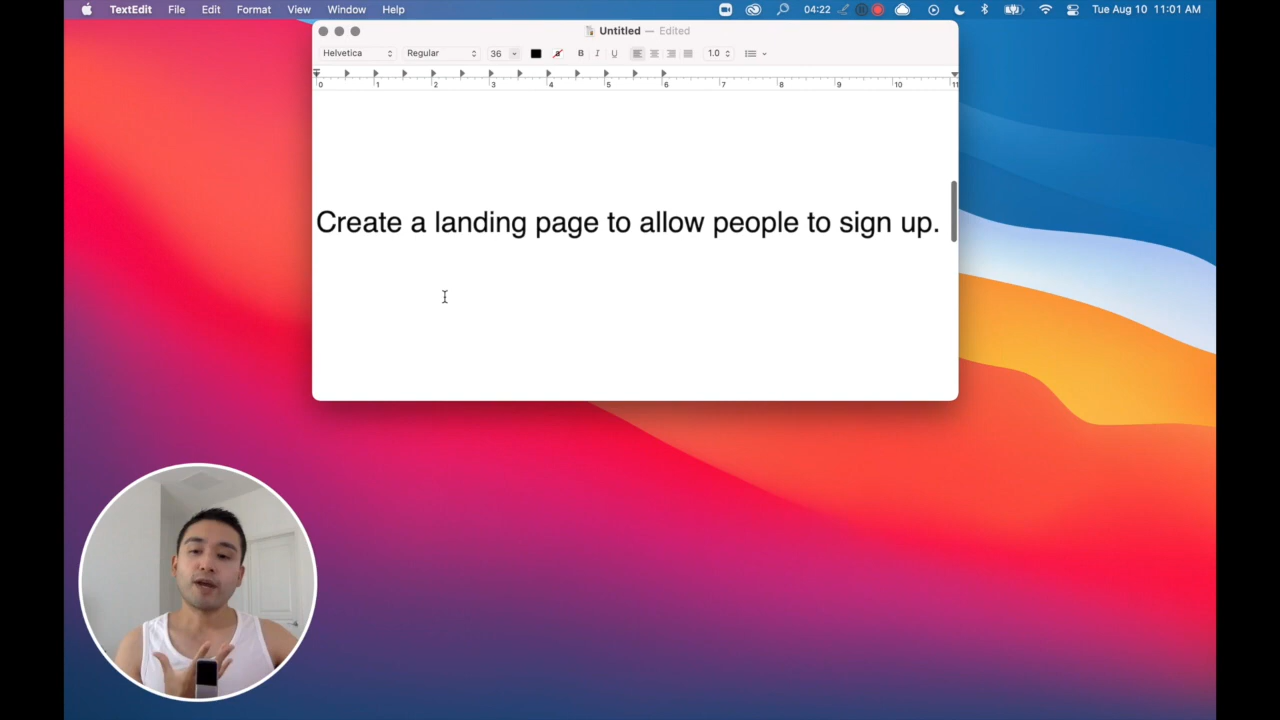 TextEdit File Edit Format View Window Help 04:22 Tue Aug 10 11:01 AM
Untitled — Edited
Helvetica Regular 36 a B I U 1.0
0 1 2 3 4 5 6 7 8 9 10 11
Create a landing page to allow people to sign up.